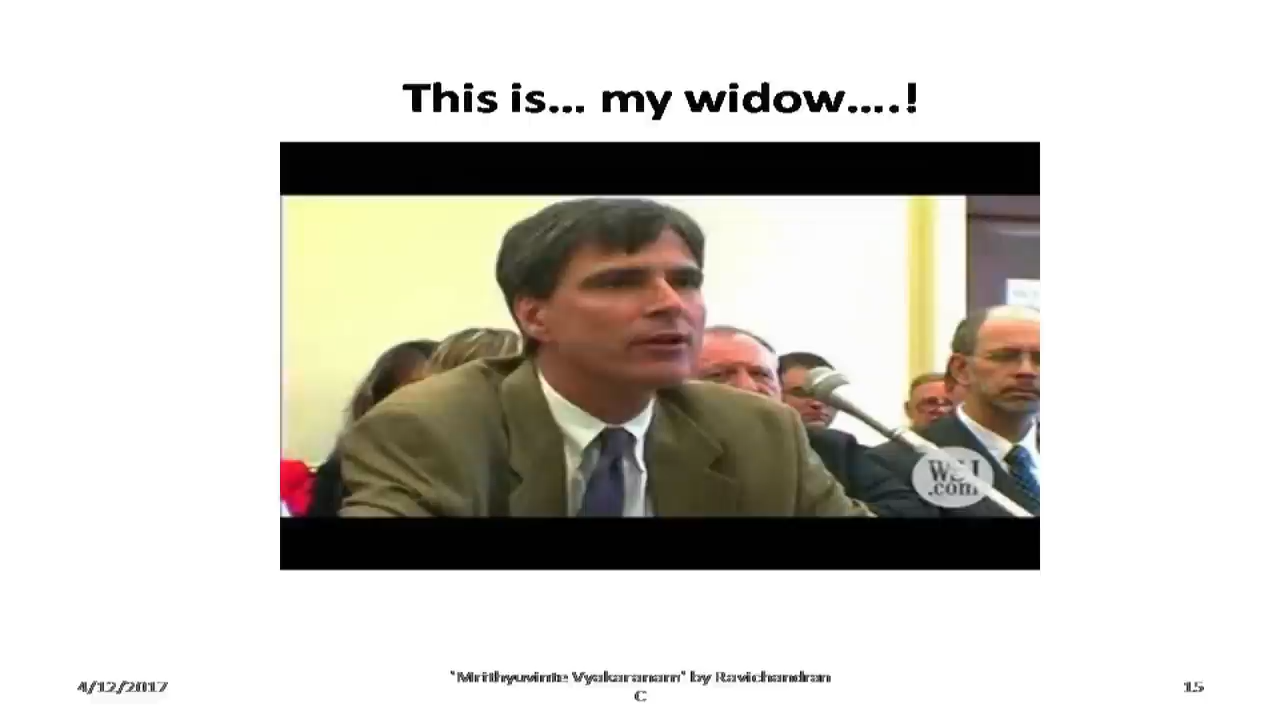 This is... my widow....!
WSJ
.com
4/12/2017
'Mrithyuvinte Vyakaranam' by Ravichandran
C
15